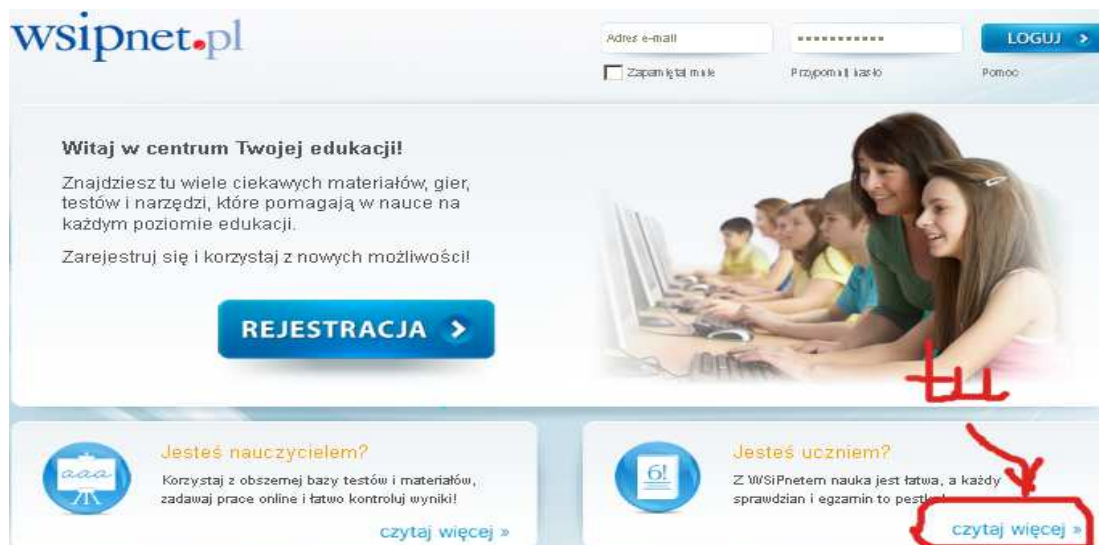 wsipnet.pl
Adres e-mail
LOGUJ
Zapamiętaj mnie
Przypomnij hasło
Pomoc
Witaj w centrum Twojej edukacji!
Znajdziesz tu wiele ciekawych materiałów, gier,
testów i narzędzi, które pomagają w nauce na
każdym poziomie edukacji.
Zarejestruj się i korzystaj z nowych możliwości!
REJESTRACJA
tu
Jesteś nauczycielem?
aaa
Korzystaj z obszernej bazy testów i materiałów,
zadawaj prace online i łatwo kontroluj wyniki!
czytaj więcej »
Jesteś uczniem?
6!
Z WSiPnetem nauka jest łatwa, a każdy
sprawdzian i egzamin to
czytaj więcej »